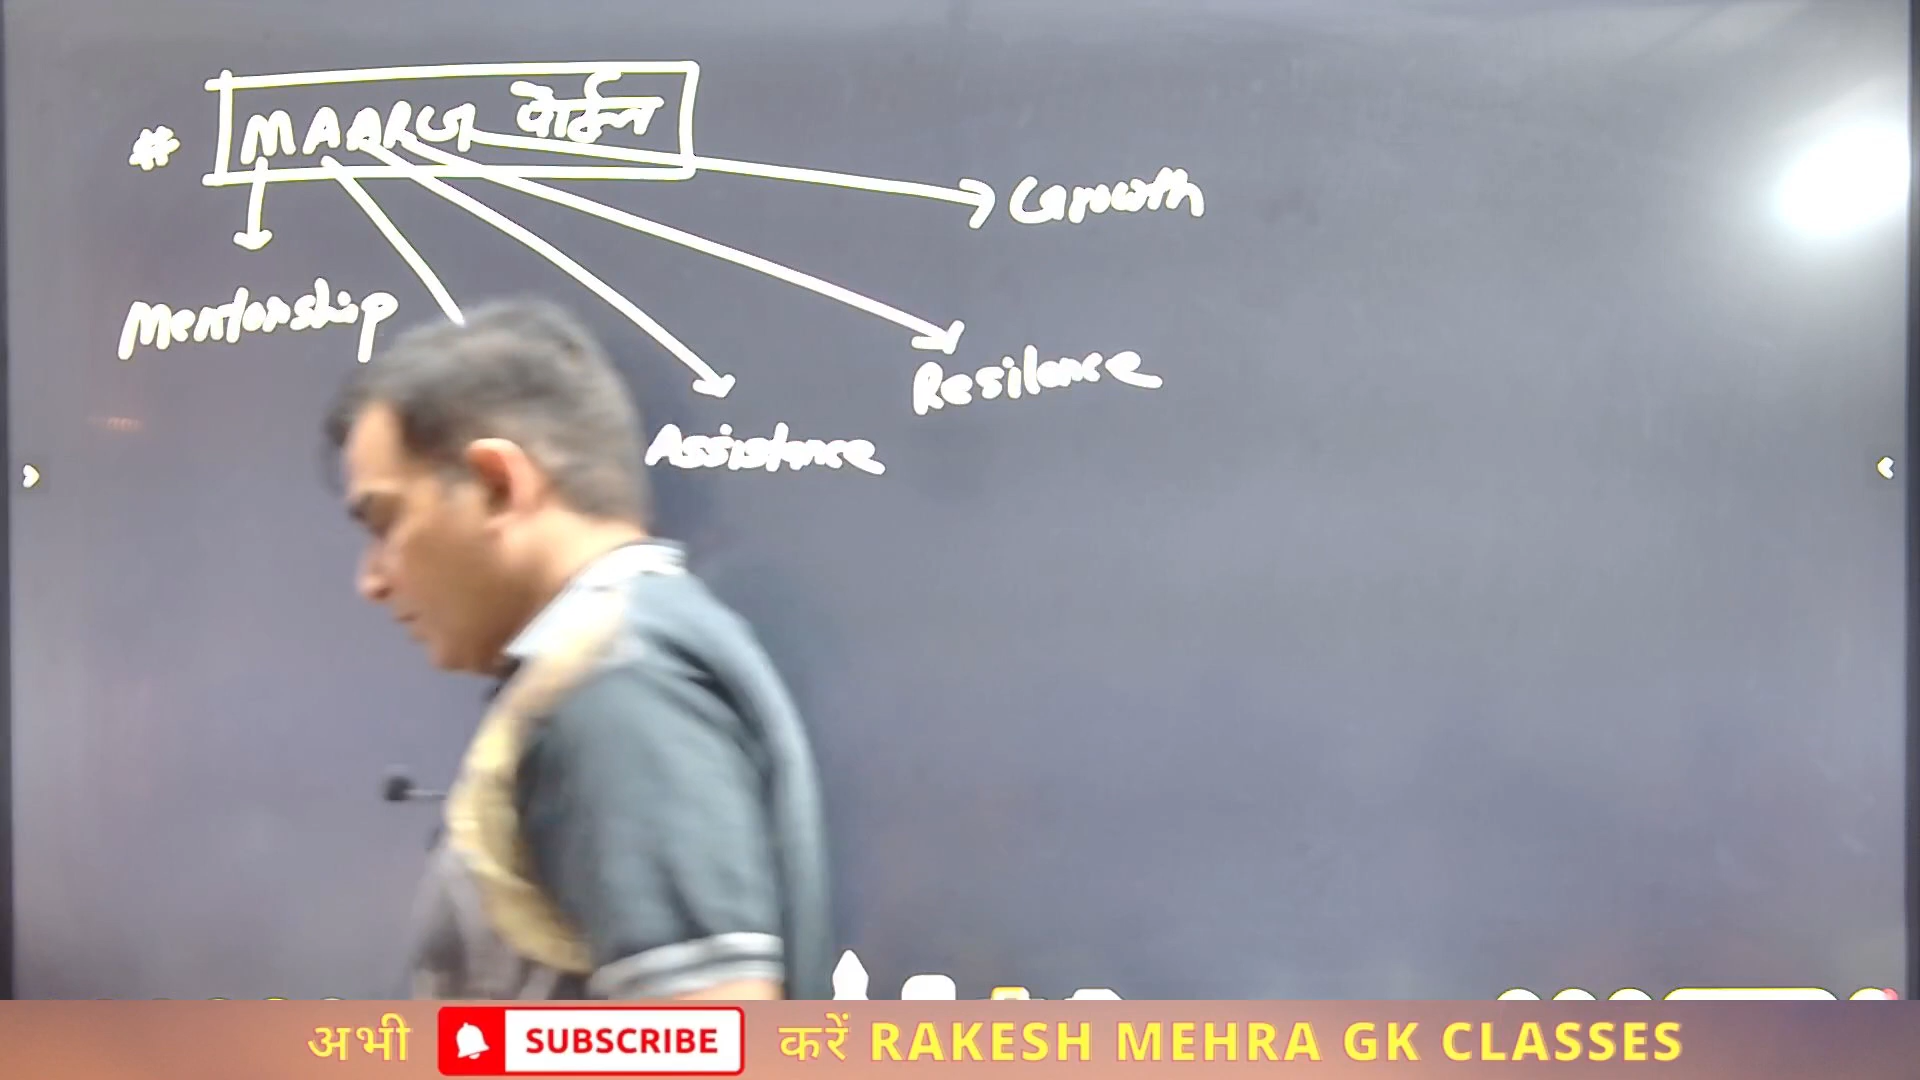 # MAARG पोर्टल
Growth
Mentorship
Resilence
Assistance
अभी SUBSCRIBE करें RAKESH MEHRA GK CLASSES